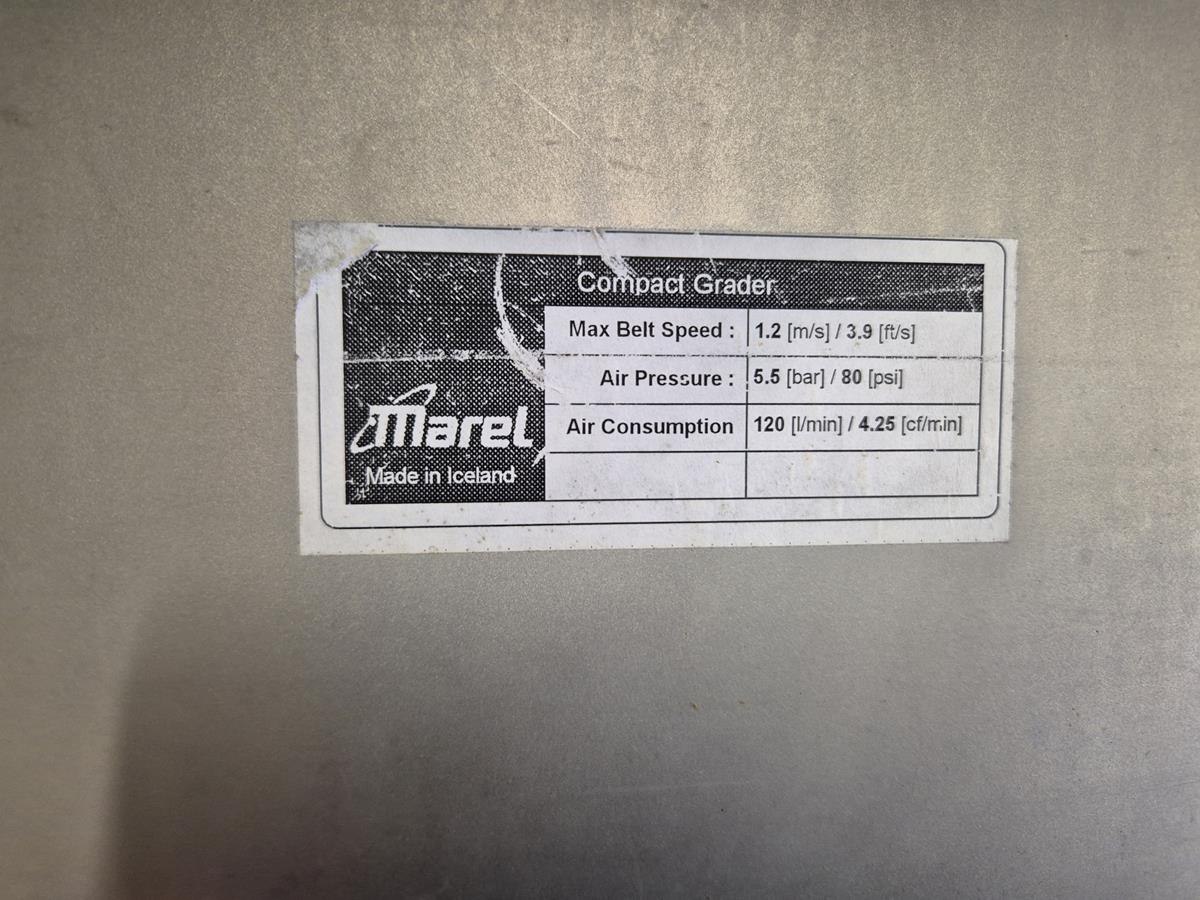 Compact Grader
Max Belt Speed : 1.2 [m/s] / 3.9 [ft/s]
Air Pressure : 5.5 [bar] / 80 [psi]
Air Consumption 120 [l/min] / 4.25 [cf/min]
Marel
Made in Iceland